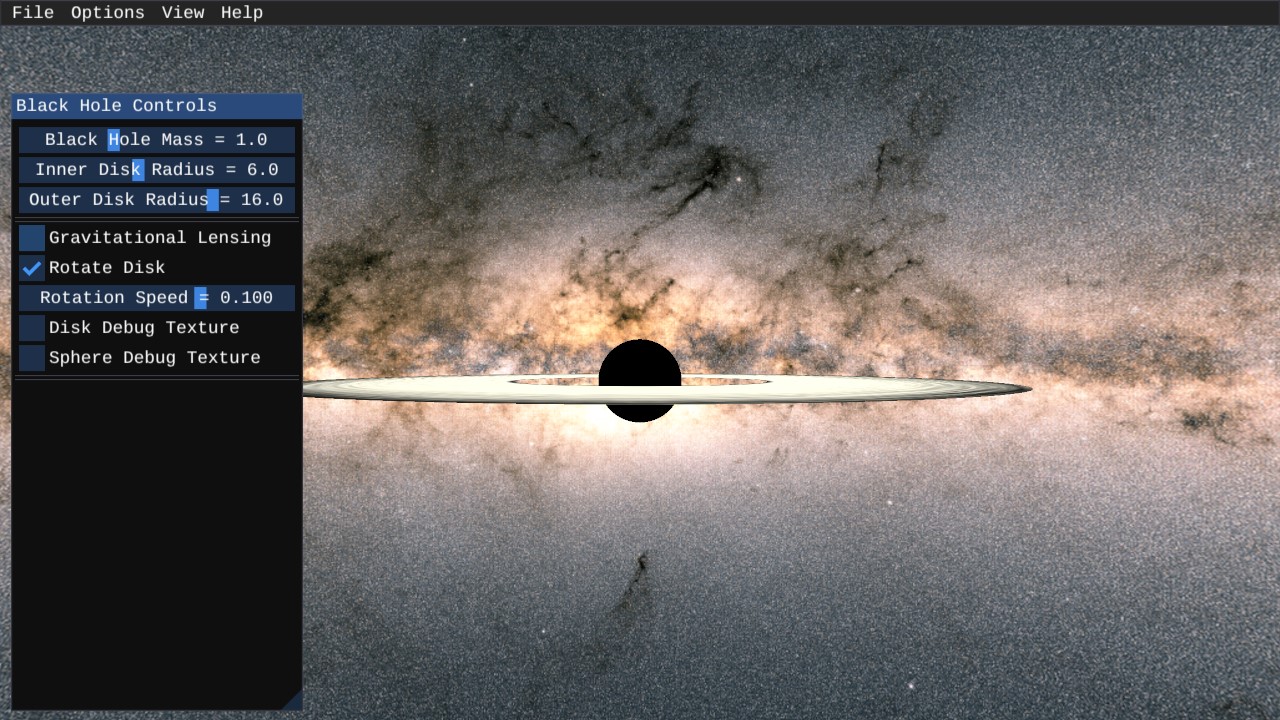 File Options View Help
Black Hole Controls
Black Hole Mass = 1.0
Inner Disk Radius = 6.0
Outer Disk Radius = 16.0
Gravitational Lensing
Rotate Disk
Rotation Speed = 0.100
Disk Debug Texture
Sphere Debug Texture